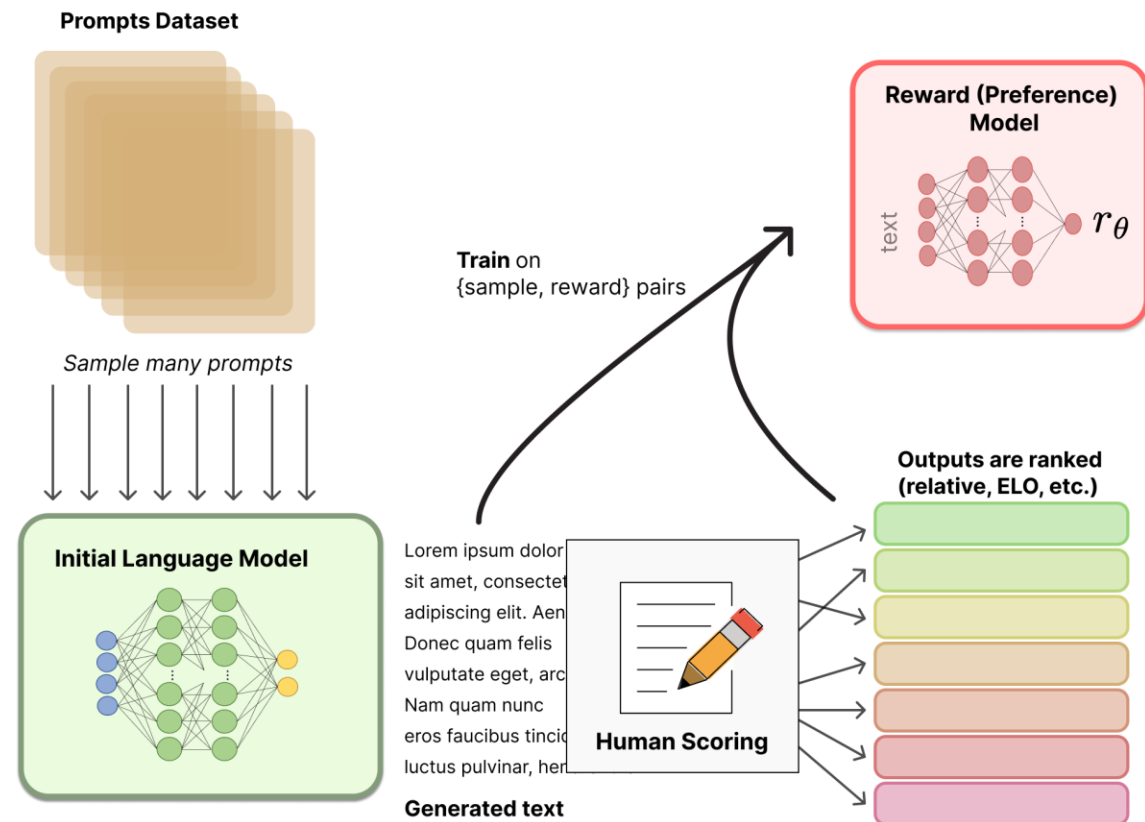 Prompts Dataset
Reward (Preference)
Model
text
rθ
Train on
{sample, reward} pairs
Sample many prompts
Outputs are ranked
(relative, ELO, etc.)
Initial Language Model
Lorem ipsum dolor
sit amet, consectet
adipiscing elit. Aen
Donec quam felis
vulputate eget, arc
Nam quam nunc
eros faucibus tincid
luctus pulvinar, her
Human Scoring
Generated text